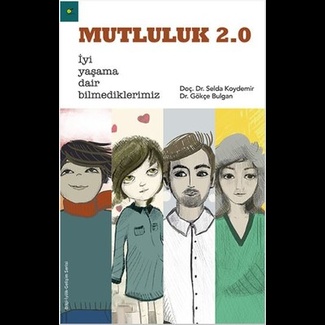 MUTLULUK 2.0
İyi
yaşama
dair
bilmediklerimiz
Doç. Dr. Selda Koydemir
Dr. Gökçe Bulgan